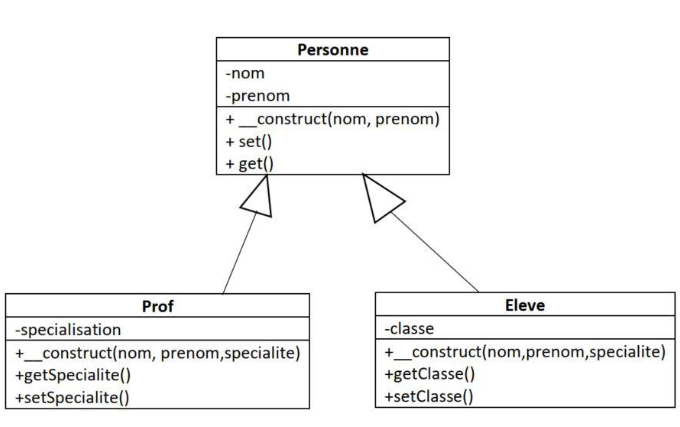 Personne
-nom
-prenom
+ __construct(nom, prenom)
+ set()
+ get()
Prof
-specialisation
+__construct(nom, prenom,specialite)
+getSpecialite()
+setSpecialite()
Eleve
-classe
+__construct(nom,prenom,specialite)
+getClasse()
+setClasse()